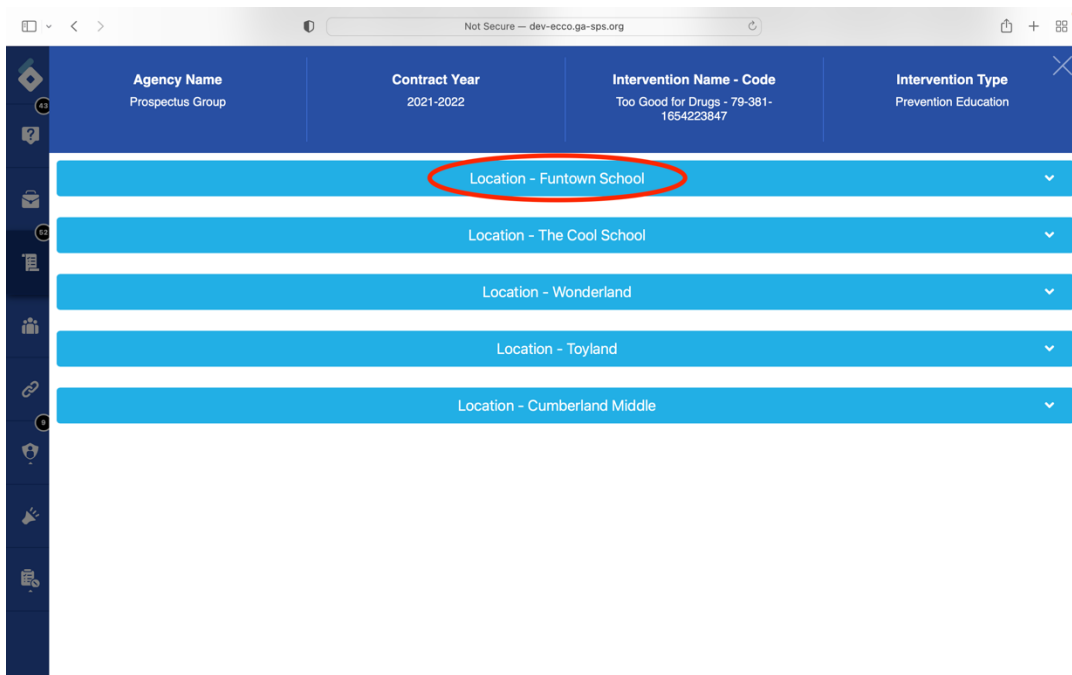 Not Secure — dev-ecco.ga-sps.org
Agency Name
Prospectus Group
Contract Year
2021-2022
Intervention Name - Code
Too Good for Drugs - 79-381-
1654223847
Intervention Type
Prevention Education
43
52
9
Location - Funtown School
Location - The Cool School
Location - Wonderland
Location - Toyland
Location - Cumberland Middle